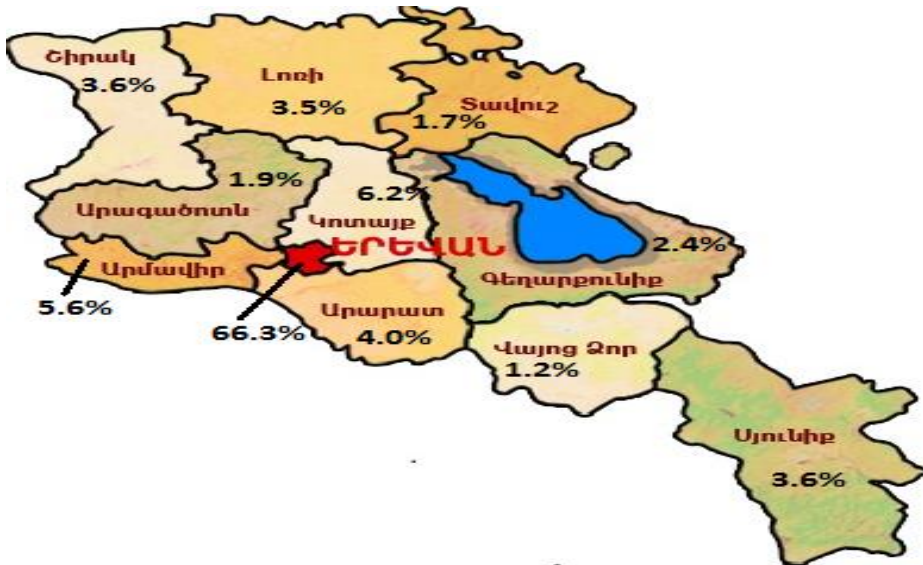 Շիրակ
3.6%
Լոռի
3.5%
Տավուշ
1.7%
1.9%
Արագածոտն
6.2%
Կոտայք
ԵՐԵՎԱՆ
2.4%
Գեղարքունիք
Արմավիր
5.6%
66.3%
Արարատ
4.0%
Վայոց Ձոր
1.2%
Սյունիք
3.6%